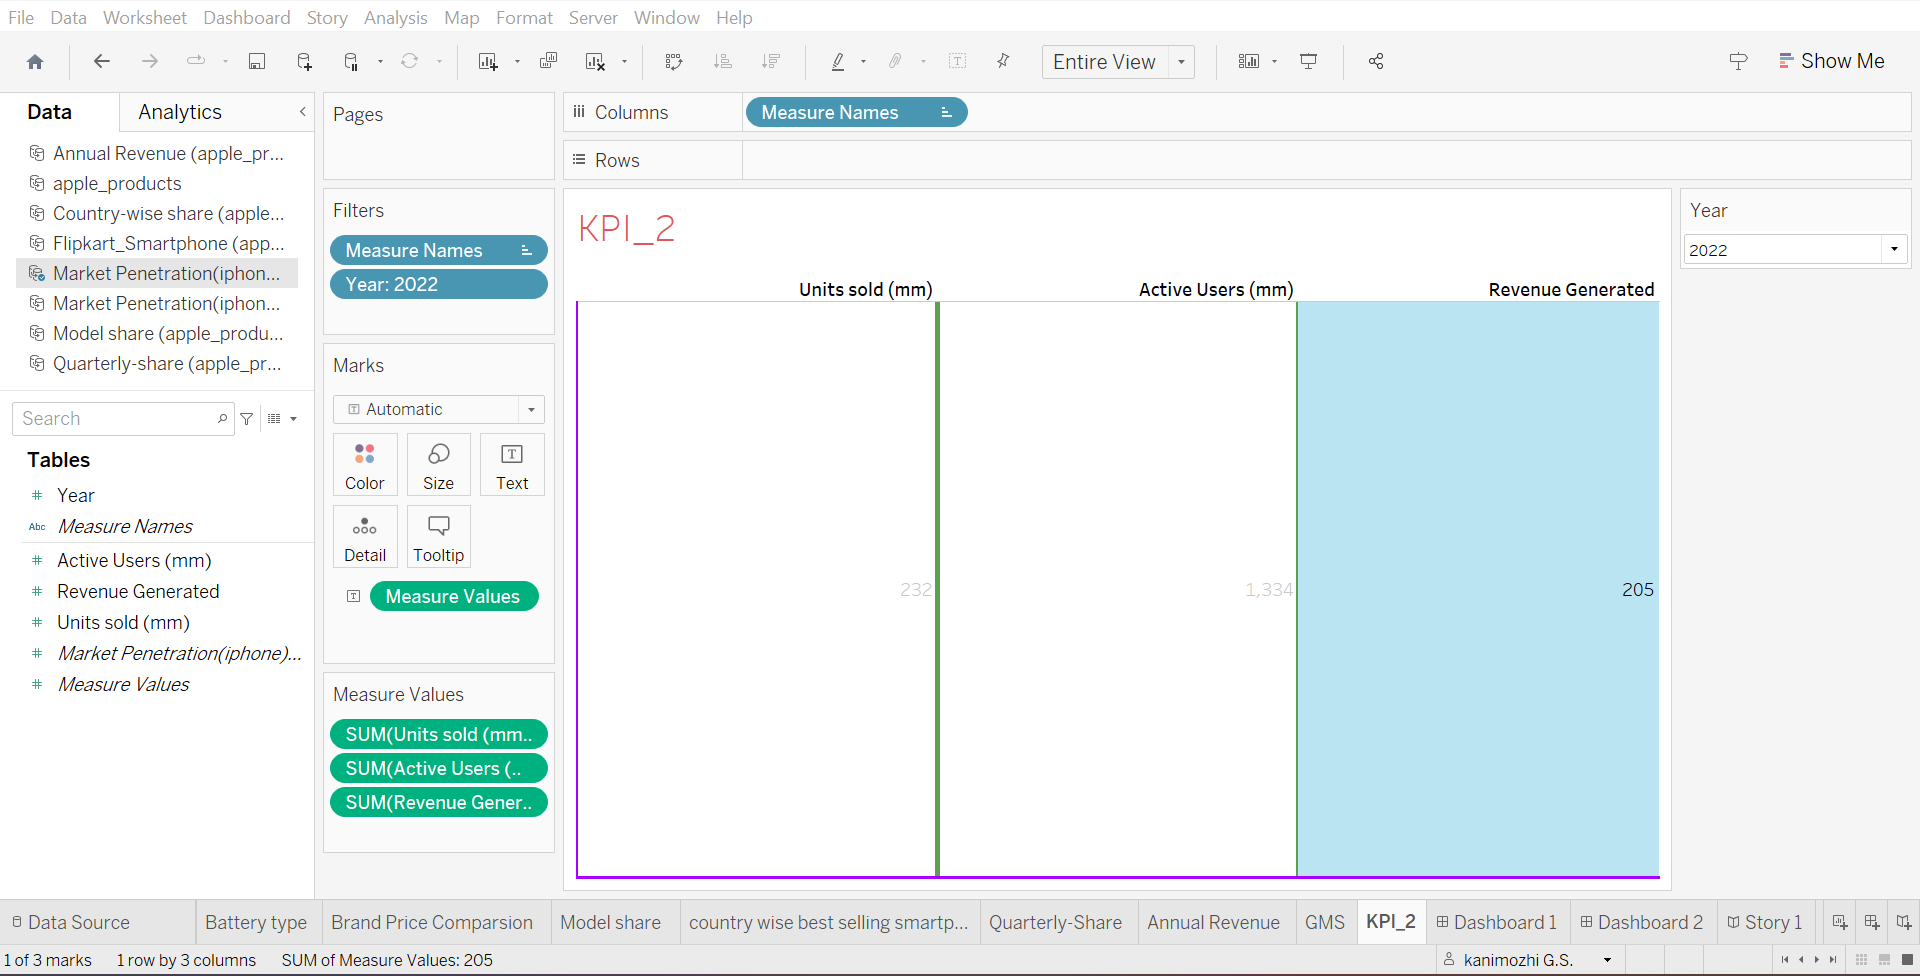 File Data Worksheet Dashboard Story Analysis Map Format Server Window Help
Entire View
Show Me
Data Analytics
Annual Revenue (apple_pr...
apple_products
Country-wise share (apple...
Flipkart_Smartphone (app...
Market Penetration(iphon...
Market Penetration(iphon...
Model share (apple_produ...
Quarterly-share (apple_pr...
Search
Tables
Year
Abc Measure Names
Active Users (mm)
Revenue Generated
Units sold (mm)
Market Penetration(iphone)...
Measure Values
Pages
Filters
Measure Names
Year: 2022
Marks
T Automatic
Color Size T Text
Detail Tooltip
T Measure Values
Measure Values
SUM(Units sold (mm..
SUM(Active Users (..
SUM(Revenue Gener..
Columns Measure Names
Rows
KPI_2
Units sold (mm) Active Users (mm) Revenue Generated
232 1,334 205
Year
2022
Data Source Battery type Brand Price Comparsion Model share country wise best selling smartp... Quarterly-Share Annual Revenue GMS KPI_2 Dashboard 1 Dashboard 2 Story 1
1 of 3 marks 1 row by 3 columns SUM of Measure Values: 205 kanimozhi G.S.